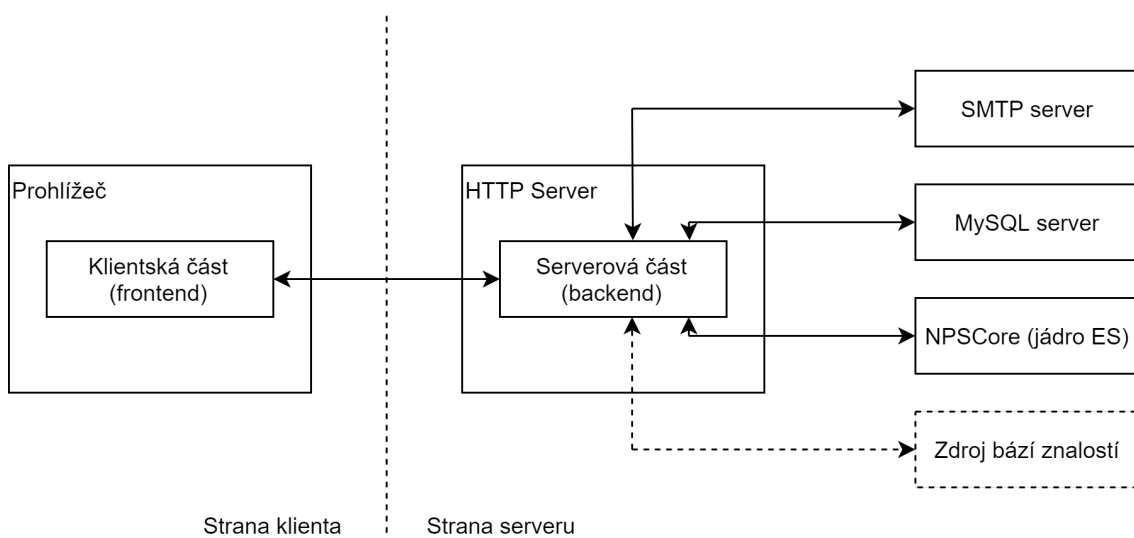 SMTP server
Prohlížeč
HTTP Server
MySQL server
Klientská část
(frontend)
Serverová část
(backend)
NPSCore (jádro ES)
Zdroj bází znalostí
Strana klienta
Strana serveru